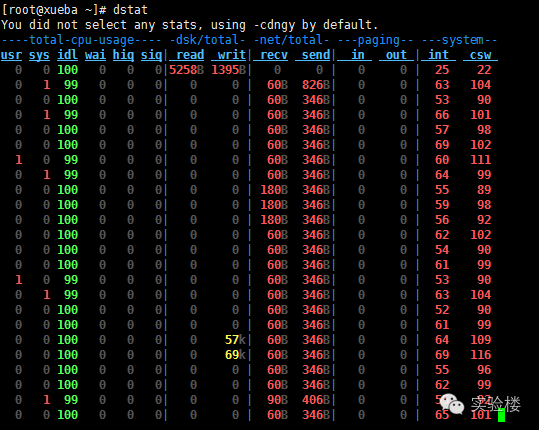 [root@xueba ~]# dstat
You did not select any stats, using -cdngy by default.
----total-cpu-usage---- -dsk/total- -net/total- ---paging-- ---system--
usr sys idl wai hiq siq| read writ| recv send| in out | int csw
0 0 100 0 0 0|5258B 1395B| 0 0 | 0 0 | 25 22
0 1 99 0 0 0| 0 0 | 60B 826B| 0 0 | 63 104
0 0 100 0 0 0| 0 0 | 60B 346B| 0 0 | 53 90
0 1 99 0 0 0| 0 0 | 60B 346B| 0 0 | 66 101
0 0 100 0 0 0| 0 0 | 60B 346B| 0 0 | 57 98
0 0 100 0 0 0| 0 0 | 60B 346B| 0 0 | 69 102
1 0 99 0 0 0| 0 0 | 60B 346B| 0 0 | 60 111
0 1 99 0 0 0| 0 0 | 60B 346B| 0 0 | 64 99
0 0 100 0 0 0| 0 0 | 180B 346B| 0 0 | 55 89
0 0 100 0 0 0| 0 0 | 180B 346B| 0 0 | 59 98
0 0 100 0 0 0| 0 0 | 180B 346B| 0 0 | 56 92
0 0 100 0 0 0| 0 0 | 60B 346B| 0 0 | 62 102
0 0 100 0 0 0| 0 0 | 60B 346B| 0 0 | 54 90
0 0 100 0 0 0| 0 0 | 60B 346B| 0 0 | 61 99
1 0 99 0 0 0| 0 0 | 60B 346B| 0 0 | 53 90
0 1 99 0 0 0| 0 0 | 60B 346B| 0 0 | 63 104
0 0 100 0 0 0| 0 0 | 60B 346B| 0 0 | 52 90
0 0 100 0 0 0| 0 0 | 60B 346B| 0 0 | 61 99
0 0 100 0 0 0| 0 57k| 60B 346B| 0 0 | 64 109
0 0 100 0 0 0| 0 69k| 60B 346B| 0 0 | 69 116
0 0 100 0 0 0| 0 0 | 60B 346B| 0 0 | 55 96
0 0 100 0 0 0| 0 0 | 60B 346B| 0 0 | 62 99
0 1 99 0 0 0| 0 0 | 90B 406B| 0 0 |
0 0 100 0 0 0| 0 0 | 60B 346B| 0 0 | 65 101
实验楼